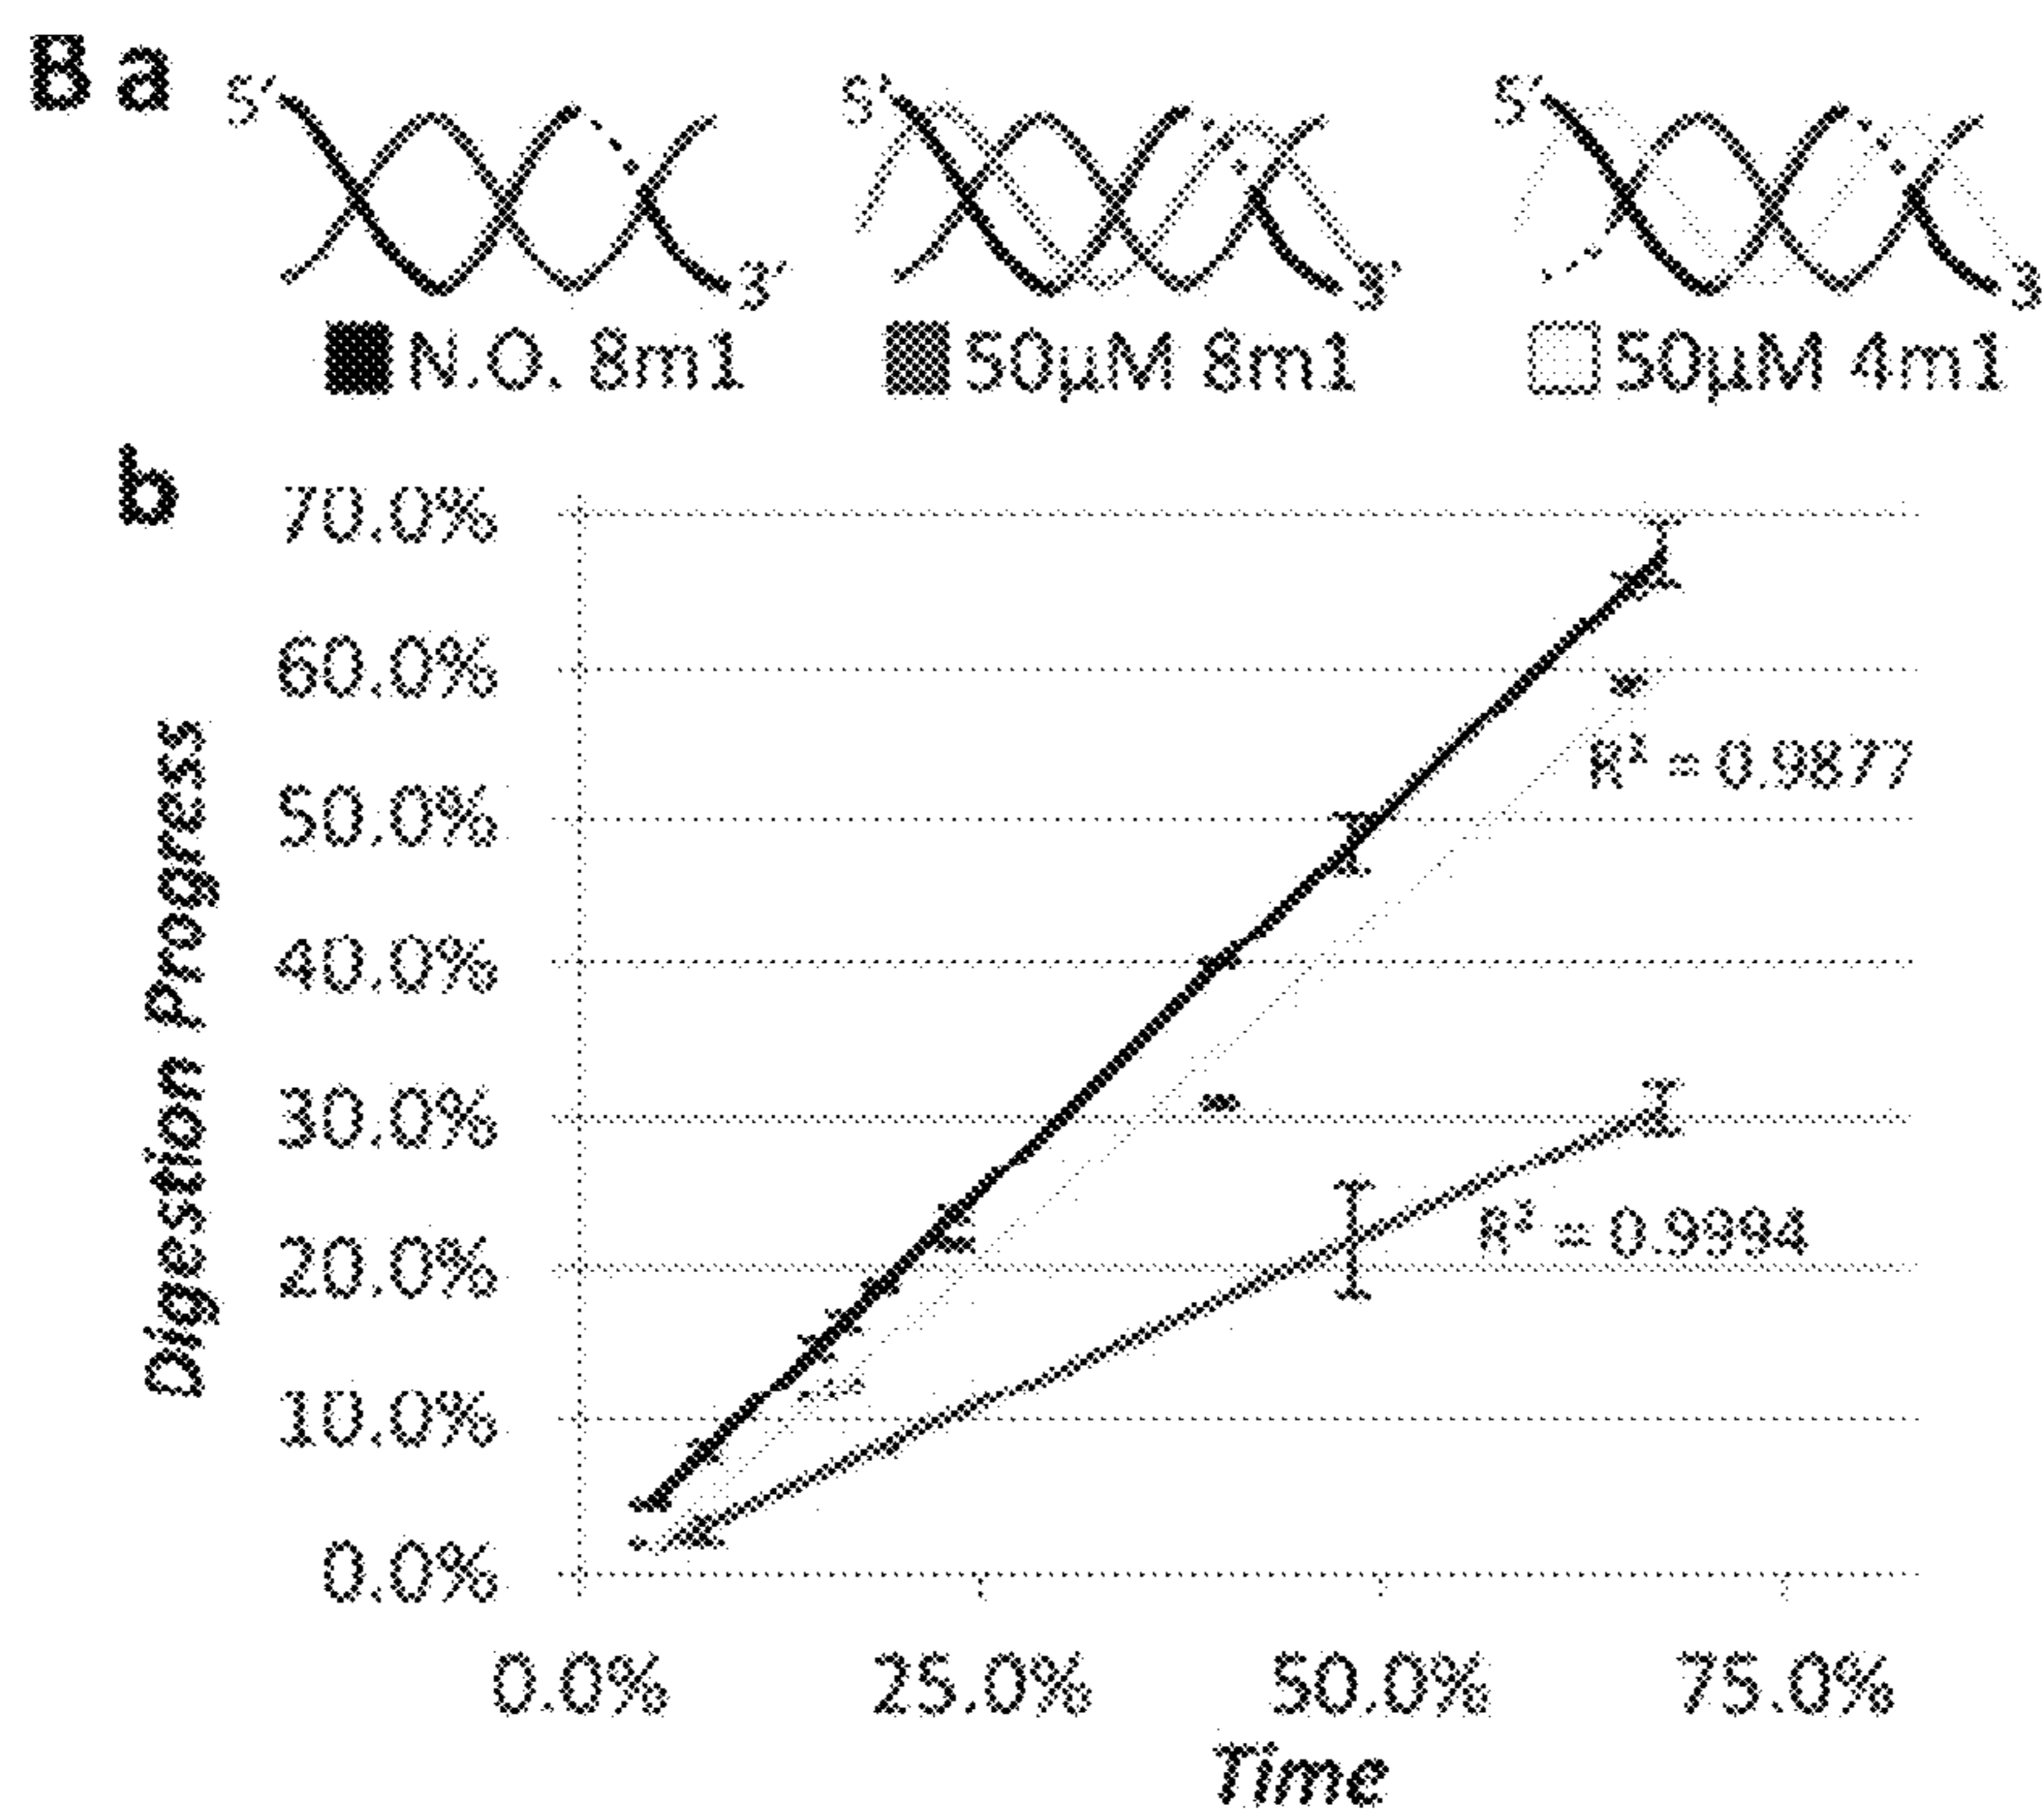 B a
5′ 3′ 5′ 3′ 5′ 3
N.O. 8m1 50µM 8m1 50µM 4m1
b
70.0%
60.0%
50.0%
40.0%
30.0%
20.0%
10.0%
0.0%
Digestion Progress
R² = 0.9877
R² = 0.9994
0.0% 25.0% 50.0% 75.0%
Time